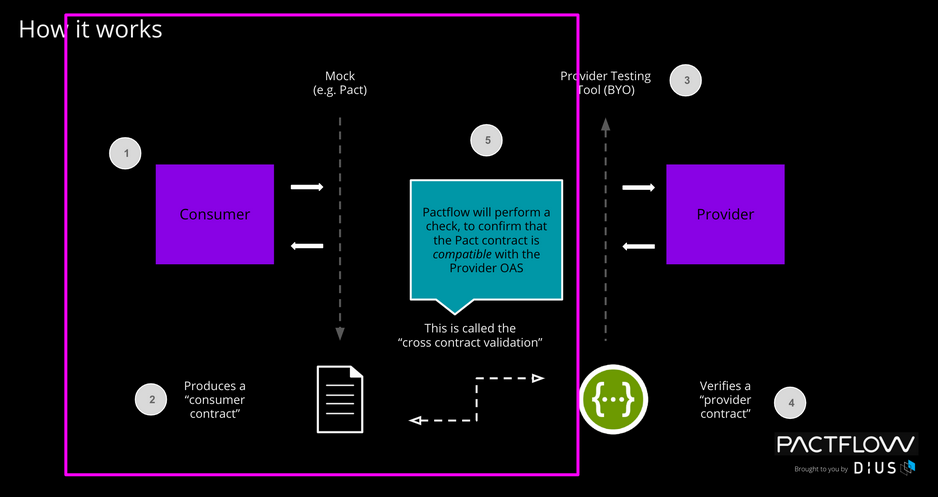 How it works
Mock
(e.g. Pact)
Provider Testing
Tool (BYO)
3
5
1
Consumer
Pactflow will perform a
check, to confirm that
the Pact contract is
compatible with the
Provider OAS
Provider
This is called the
“cross contract validation”
2
Produces a
“consumer
contract”
{···}
Verifies a
“provider
contract”
4
PACTFLOW
Brought to you by DiUS